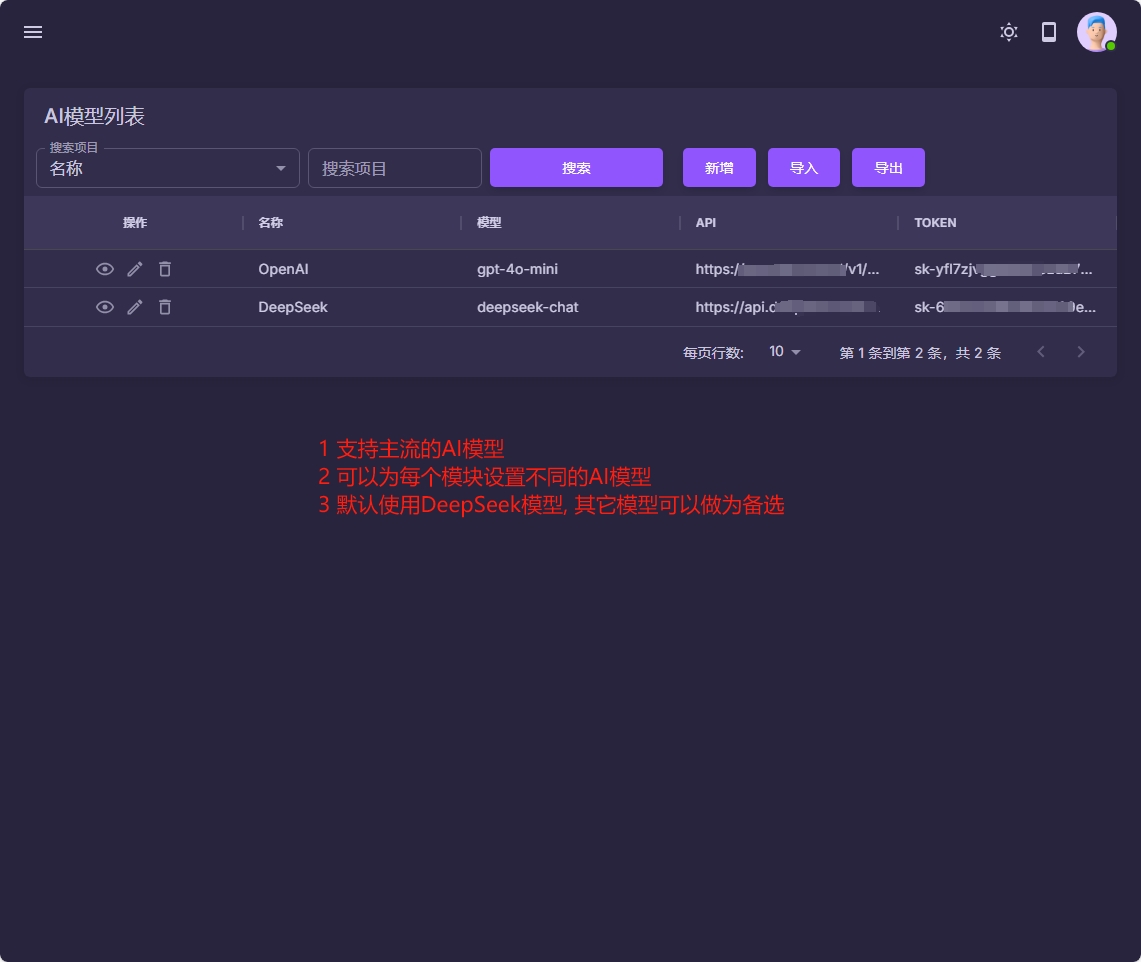 AI模型列表
搜索项目
名称 搜索项目 搜索 新增 导入 导出
操作 名称 模型 API TOKEN
OpenAI gpt-4o-mini https:/ /v1/... sk-yfl7zj ...
DeepSeek deepseek-chat https://api. sk-6 e...
每页行数: 10 第 1 条到第 2 条，共 2 条
1 支持主流的AI模型
2 可以为每个模块设置不同的AI模型
3 默认使用DeepSeek模型, 其它模型可以做为备选